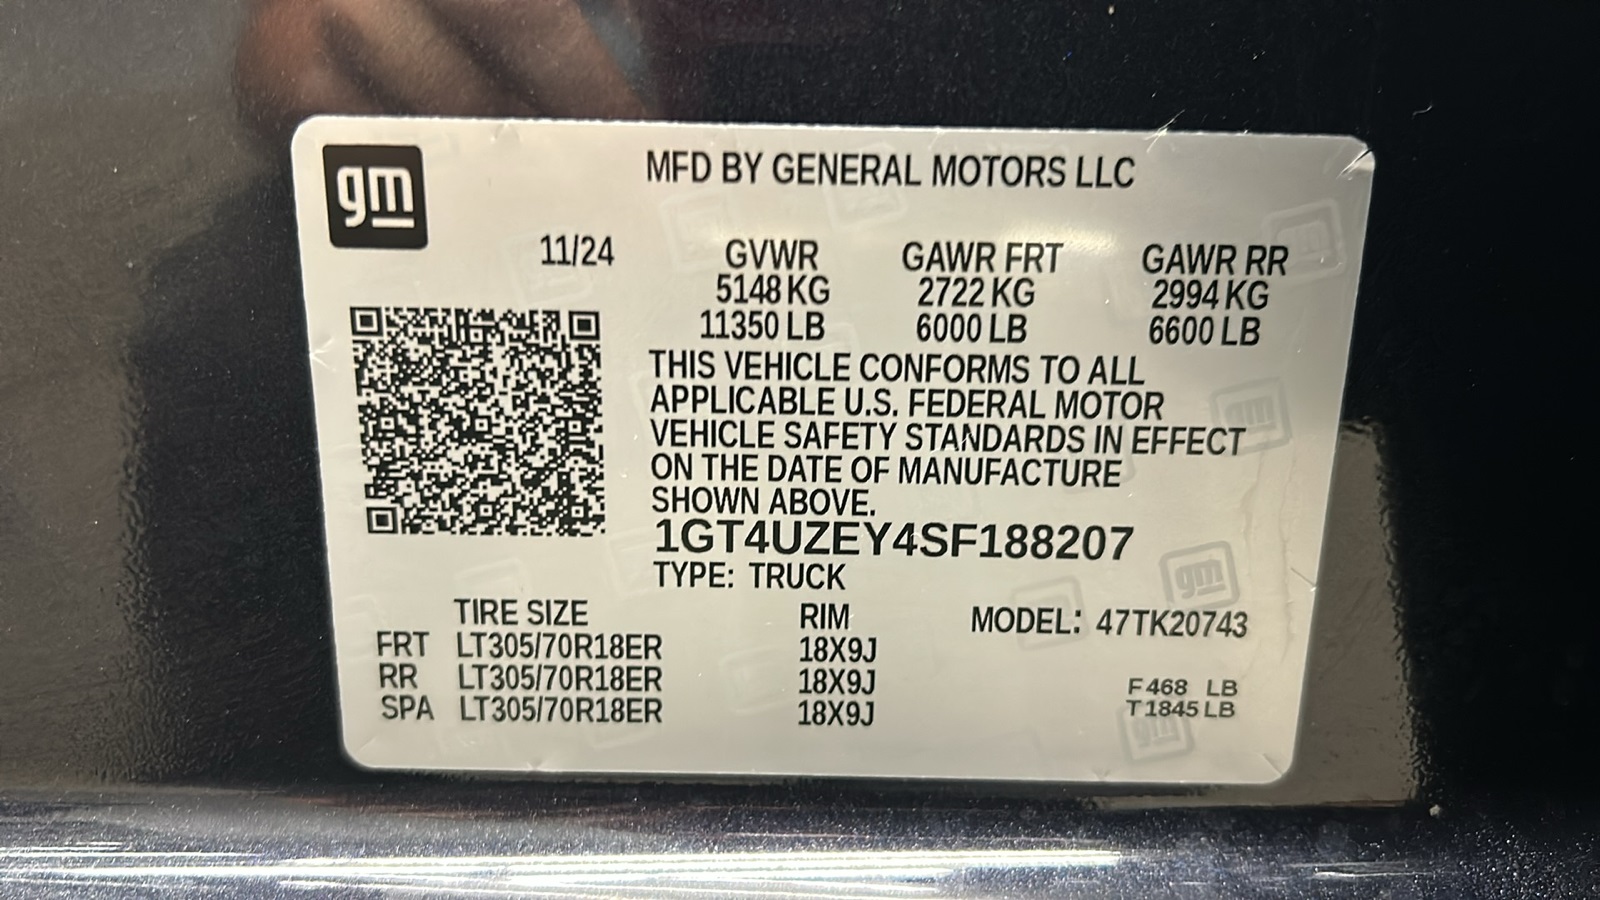 gm
MFD BY GENERAL MOTORS LLC
11/24 GVWR GAWR FRT GAWR RR
5148 KG 2722 KG 2994 KG
11350 LB 6000 LB 6600 LB
THIS VEHICLE CONFORMS TO ALL
APPLICABLE U.S. FEDERAL MOTOR
VEHICLE SAFETY STANDARDS IN EFFECT
ON THE DATE OF MANUFACTURE
SHOWN ABOVE.
1GT4UZEY4SF188207
TYPE: TRUCK
TIRE SIZE RIM MODEL: 47TK20743
FRT LT305/70R18ER 18X9J
RR LT305/70R18ER 18X9J
SPA LT305/70R18ER 18X9J
F468 LB
T1845 LB